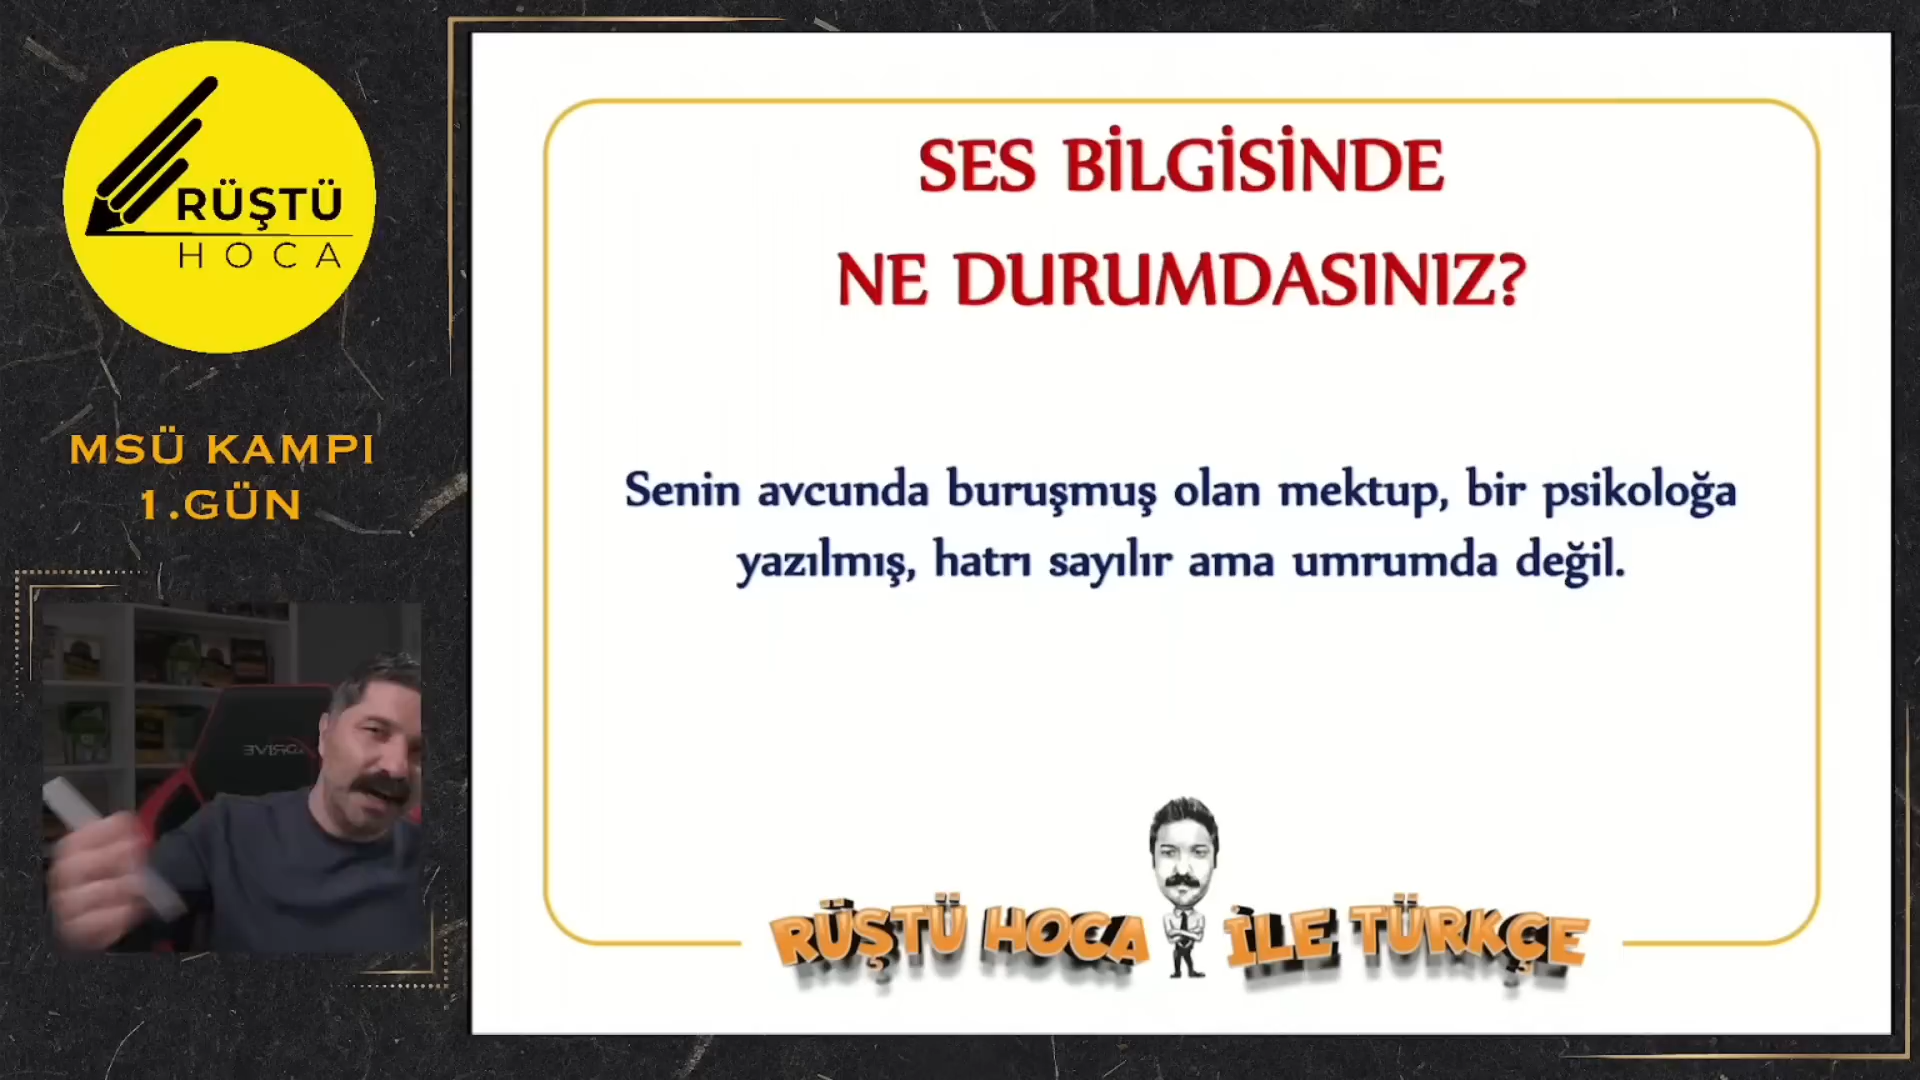 RÜŞTÜ
HOCA
MSÜ KAMPI
1.GÜN
SES BİLGİSİNDE
NE DURUMDASINIZ?
Senin avcunda buruşmuş olan mektup, bir psikoloğa
yazılmış, hatrı sayılır ama umrumda değil.
RÜŞTÜ HOCA İLE TÜRKÇE